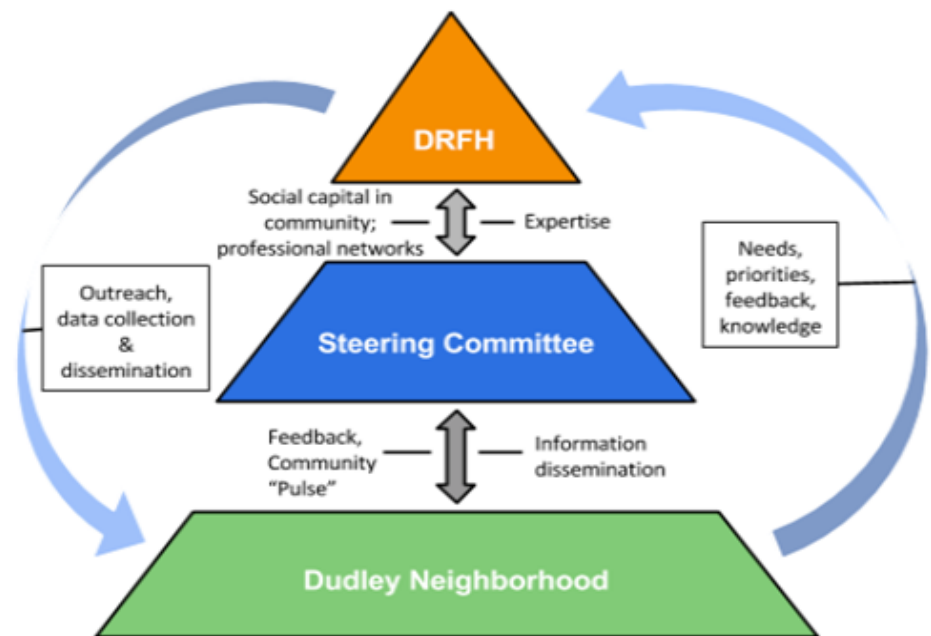 DRFH
Social capital in
community;
professional networks
Expertise
Needs,
priorities,
feedback,
knowledge
Outreach,
data collection
&
dissemination
Steering Committee
Feedback,
Community
“Pulse”
Information
dissemination
Dudley Neighborhood